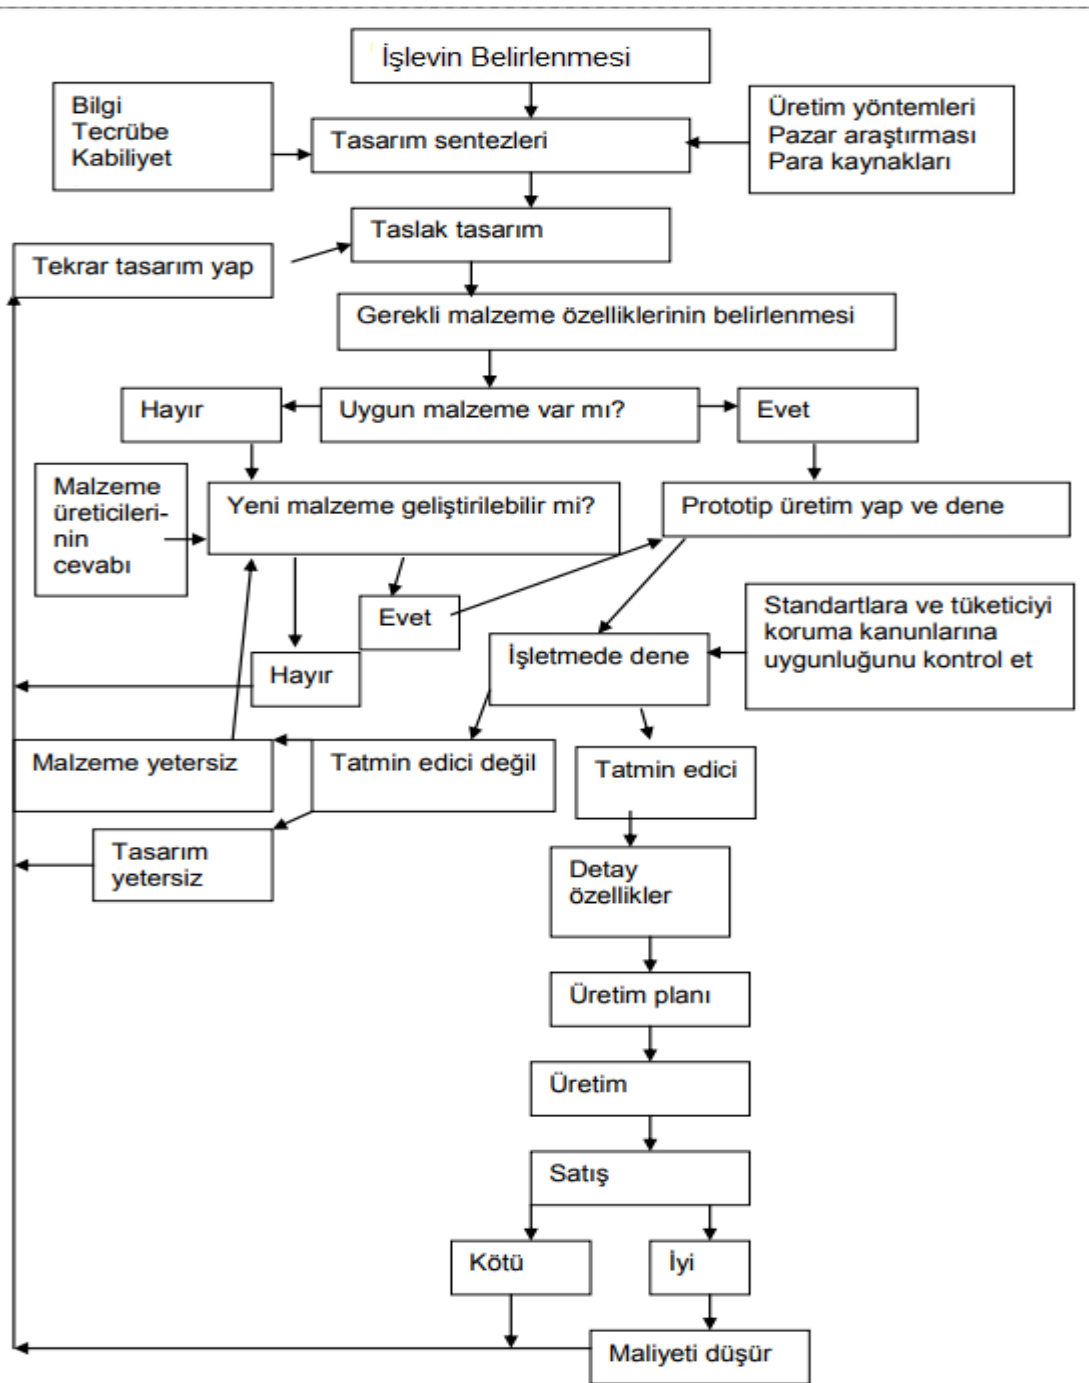 İşlevin Belirlenmesi
Bilgi
Tecrübe
Kabiliyet
Tasarım sentezleri
Üretim yöntemleri
Pazar araştırması
Para kaynakları
Taslak tasarım
Tekrar tasarım yap
Gerekli malzeme özelliklerinin belirlenmesi
Hayır
Uygun malzeme var mı?
Evet
Malzeme
üreticileri-
nin
cevabı
Yeni malzeme geliştirilebilir mi?
Prototip üretim yap ve dene
Evet
Hayır
İşletmede dene
Standartlara ve tüketiciyi
koruma kanunlarına
uygunluğunu kontrol et
Malzeme yetersiz
Tatmin edici değil
Tatmin edici
Tasarım
yetersiz
Detay
özellikler
Üretim planı
Üretim
Satış
Kötü
İyi
Maliyeti düşür